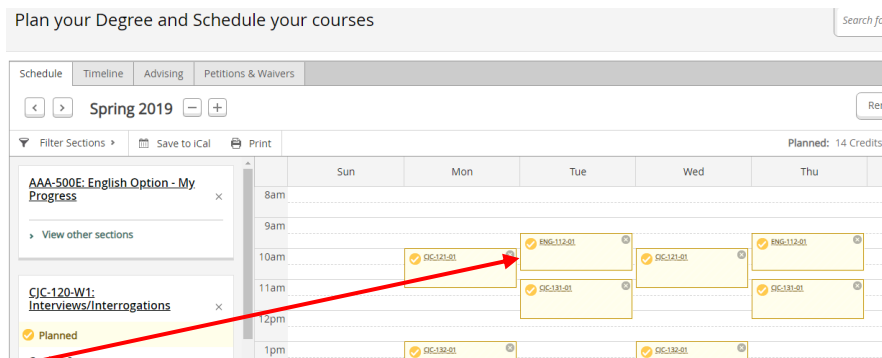 Plan your Degree and Schedule your courses
Search fo
Schedule Timeline Advising Petitions & Waivers
Spring 2019
Rer
Filter Sections Save to iCal Print
Planned: 14 Credits
AAA-500E: English Option - My
Progress
View other sections
CJC-120-W1:
Interviews/Interrogations
Planned
Sun Mon Tue Wed Thu
8am
9am
ENG-112-01 ENG-112-01
10am
CJC-121-01 CJC-121-01
11am
CJC-131-01 CJC-131-01
12pm
1pm
CJC-132-01 CJC-132-01